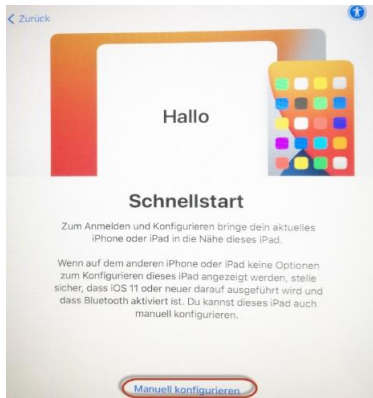 Zurück
Hallo
Schnellstart
Zum Anmelden und Konfigurieren bringe dein aktuelles
iPhone oder iPad in die Nähe dieses iPad.
Wenn auf dem anderen iPhone oder iPad keine Optionen
zum Konfigurieren dieses iPad angezeigt werden, stelle
sicher, dass iOS 11 oder neuer darauf ausgeführt wird und
dass Bluetooth aktiviert ist. Du kannst dieses iPad auch
manuell konfigurieren.
Manuell konfigurieren